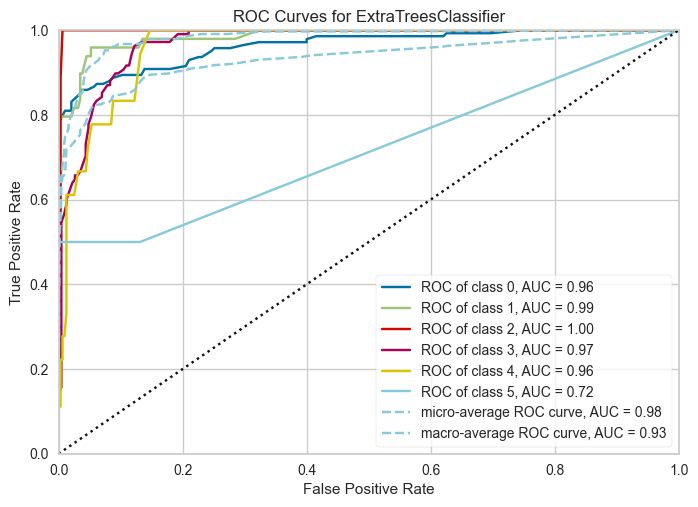 ROC Curves for ExtraTreesClassifier
1.0
0.8
0.6
0.4
0.2
0.0
True Positive Rate
ROC of class 0, AUC = 0.96
ROC of class 1, AUC = 0.99
ROC of class 2, AUC = 1.00
ROC of class 3, AUC = 0.97
ROC of class 4, AUC = 0.96
ROC of class 5, AUC = 0.72
micro-average ROC curve, AUC = 0.98
macro-average ROC curve, AUC = 0.93
0.0 0.2 0.4 0.6 0.8 1.0
False Positive Rate